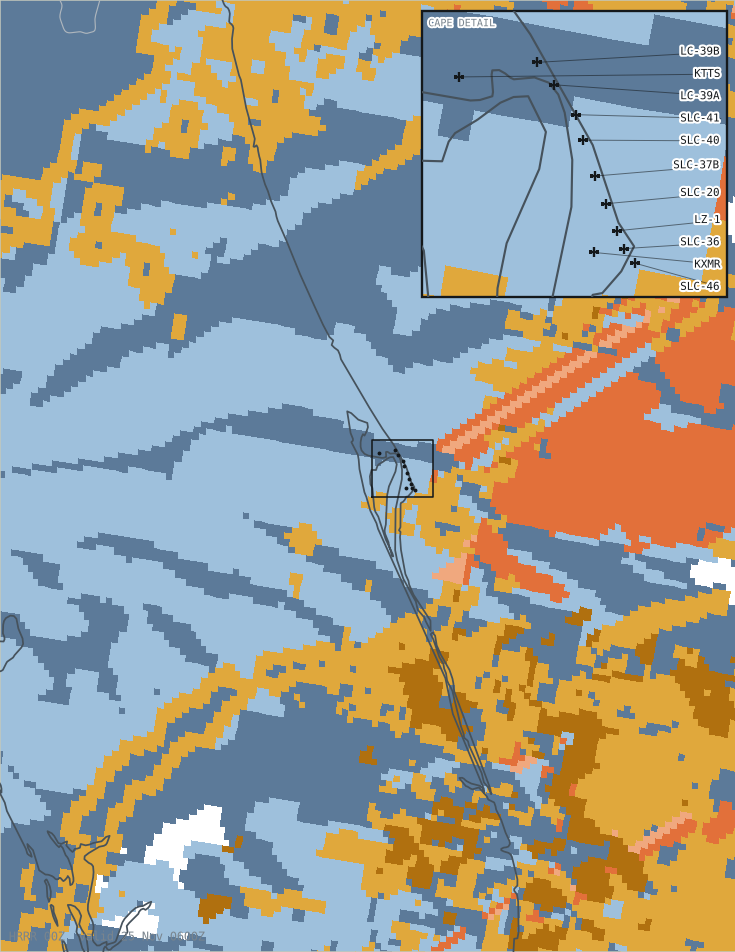 CAPE DETAIL
LC-39B
KTTS
LC-39A
SLC-41
SLC-40
SLC-37B
SLC-20
LZ-1
SLC-36
KXMR
SLC-46